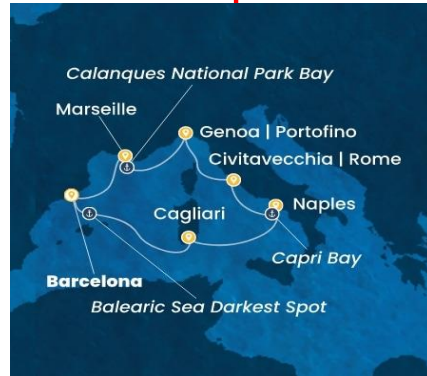 Calanques National Park Bay
Marseille
Genoa | Portofino
Civitavecchia | Rome
Cagliari
Naples
Capri Bay
Barcelona
Balearic Sea Darkest Spot